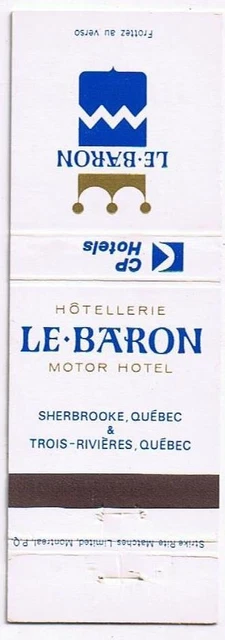 Frottez au verso
LE·BARON
CP
Hotels
HÔTELLERIE
LE·BARON
MOTOR HOTEL
SHERBROOKE, QUÉBEC
&
TROIS-RIVIÈRES, QUÉBEC
Strike Rite Matches Limited, Montreal, P.Q.